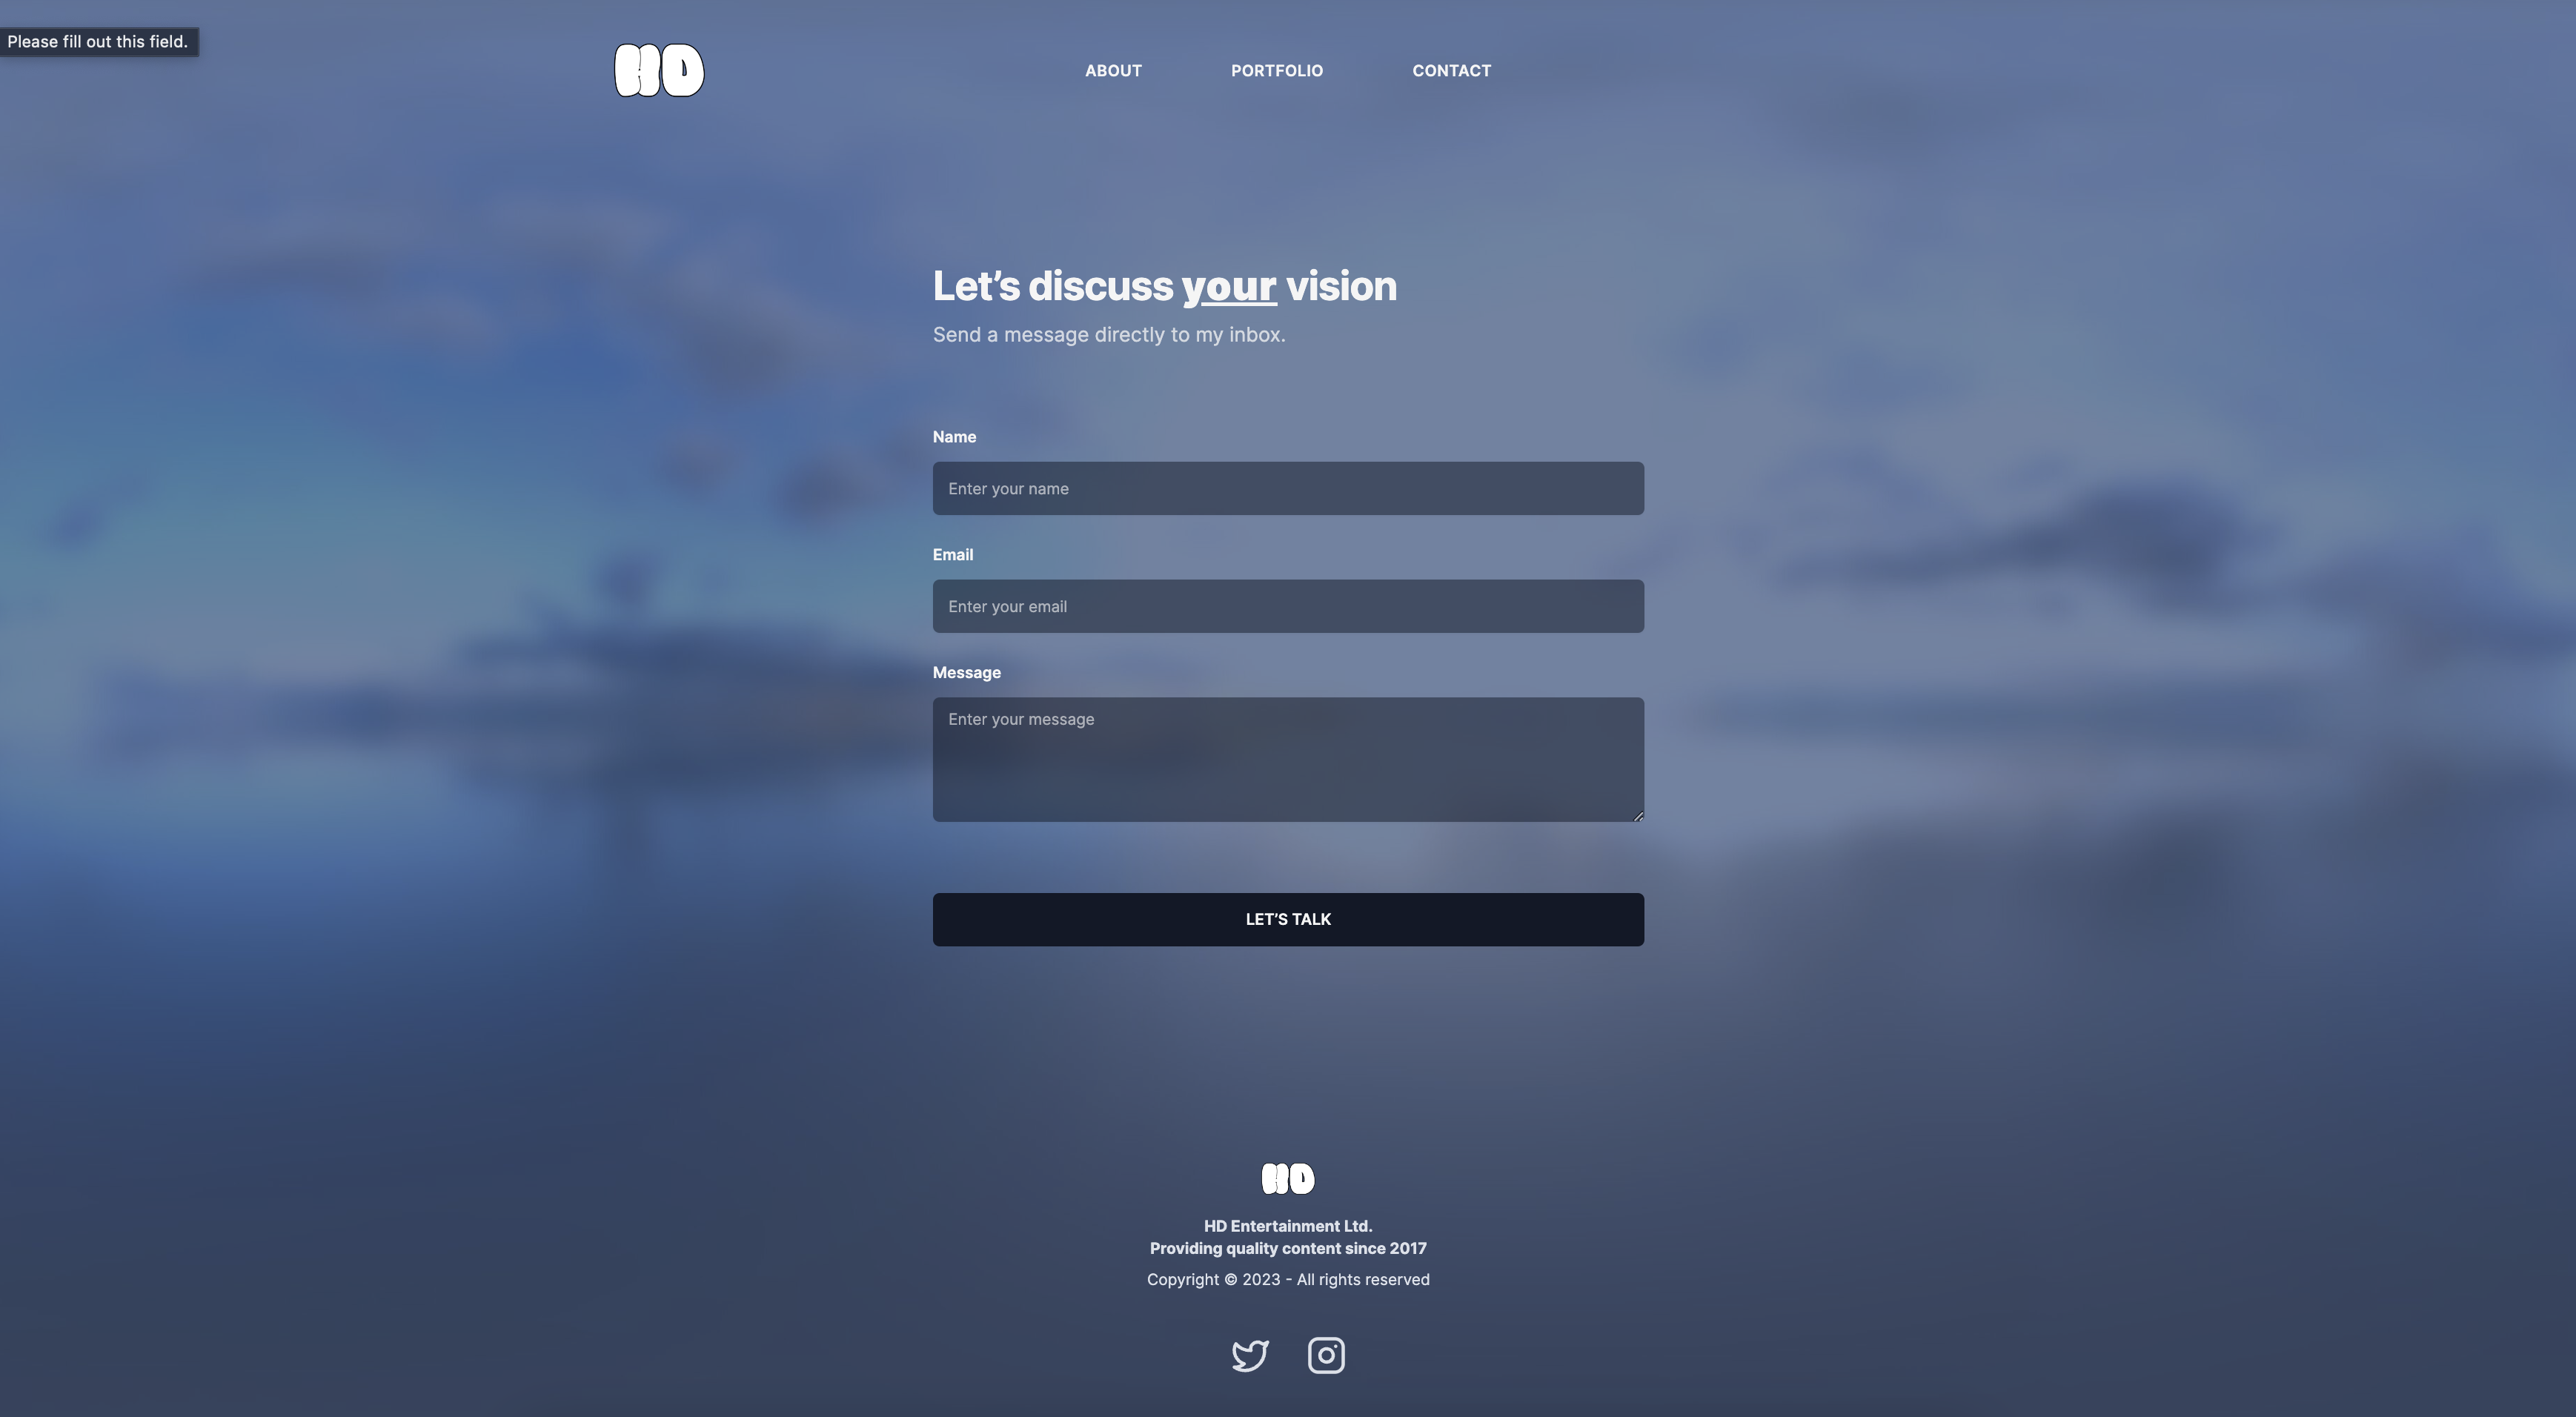 Please fill out this field.
HD
ABOUT
PORTFOLIO
CONTACT
Let’s discuss your vision
Send a message directly to my inbox.
Name
Enter your name
Email
Enter your email
Message
Enter your message
LET’S TALK
HD
HD Entertainment Ltd.
Providing quality content since 2017
Copyright © 2023 - All rights reserved